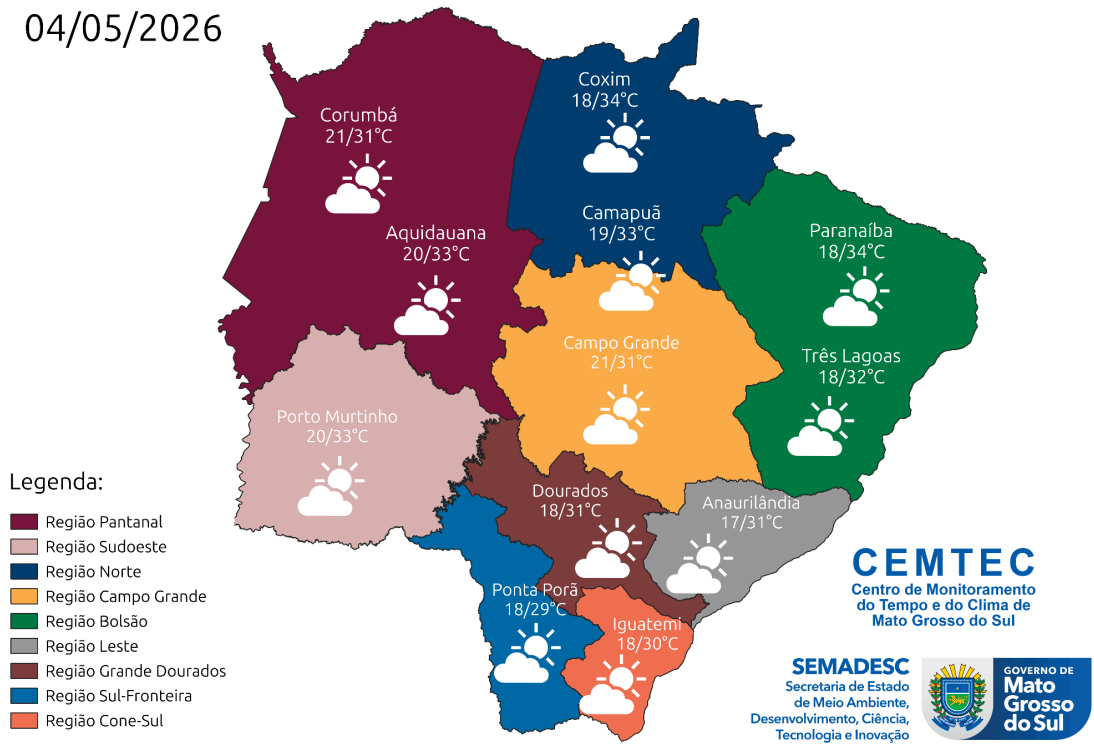 04/05/2026
Coxim
18/34°C
Corumbá
21/31°C
Camapuã
19/33°C
Aquidauana
20/33°C
Paranaíba
18/34°C
Campo Grande
21/31°C
Três Lagoas
18/32°C
Porto Murtinho
20/33°C
Dourados
18/31°C
Anaurilândia
17/31°C
Ponta Porã
18/29°C
Iguatemi
18/30°C
Legenda:
Região Pantanal
Região Sudoeste
Região Norte
Região Campo Grande
Região Bolsão
Região Leste
Região Grande Dourados
Região Sul-Fronteira
Região Cone-Sul
CEMTEC
Centro de Monitoramento
do Tempo e do Clima de
Mato Grosso do Sul
SEMADESC
Secretaria de Estado
de Meio Ambiente,
Desenvolvimento, Ciência,
Tecnologia e Inovação
GOVERNO DE
Mato
Grosso
do Sul